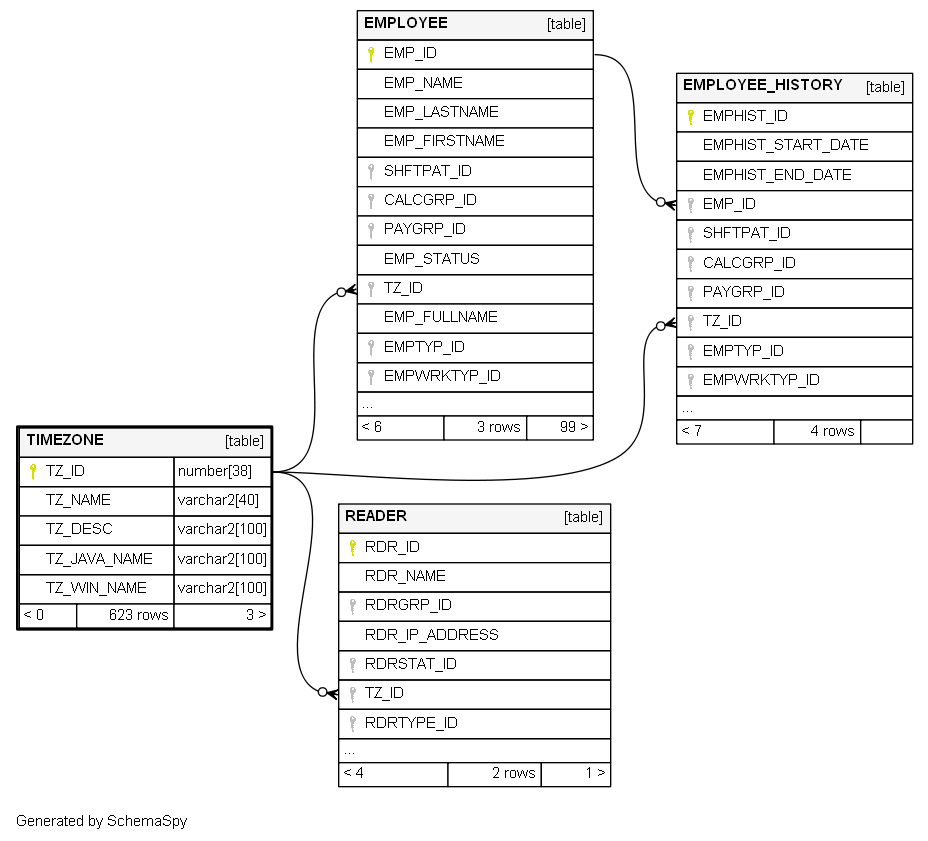 EMPLOYEE [table]
EMP_ID
EMP_NAME
EMP_LASTNAME
EMP_FIRSTNAME
SHFTPAT_ID
CALCGRP_ID
PAYGRP_ID
EMP_STATUS
TZ_ID
EMP_FULLNAME
EMPTYP_ID
EMPWRKTYP_ID
...
< 6 3 rows 99 >
EMPLOYEE_HISTORY [table]
EMPHIST_ID
EMPHIST_START_DATE
EMPHIST_END_DATE
EMP_ID
SHFTPAT_ID
CALCGRP_ID
PAYGRP_ID
TZ_ID
EMPTYP_ID
EMPWRKTYP_ID
...
< 7 4 rows
TIMEZONE [table]
TZ_ID number[38]
TZ_NAME varchar2[40]
TZ_DESC varchar2[100]
TZ_JAVA_NAME varchar2[100]
TZ_WIN_NAME varchar2[100]
< 0 623 rows 3 >
READER [table]
RDR_ID
RDR_NAME
RDRGRP_ID
RDR_IP_ADDRESS
RDRSTAT_ID
TZ_ID
RDRTYPE_ID
...
< 4 2 rows 1 >
Generated by SchemaSpy